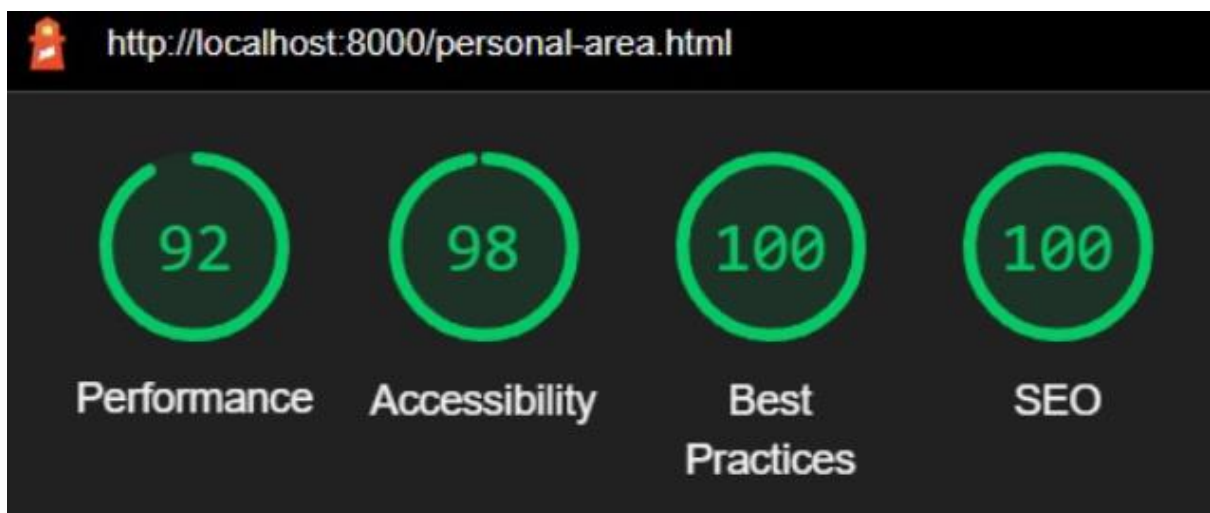 http://localhost:8000/personal-area.html
92
98
100
100
Performance
Accessibility
Best
Practices
SEO